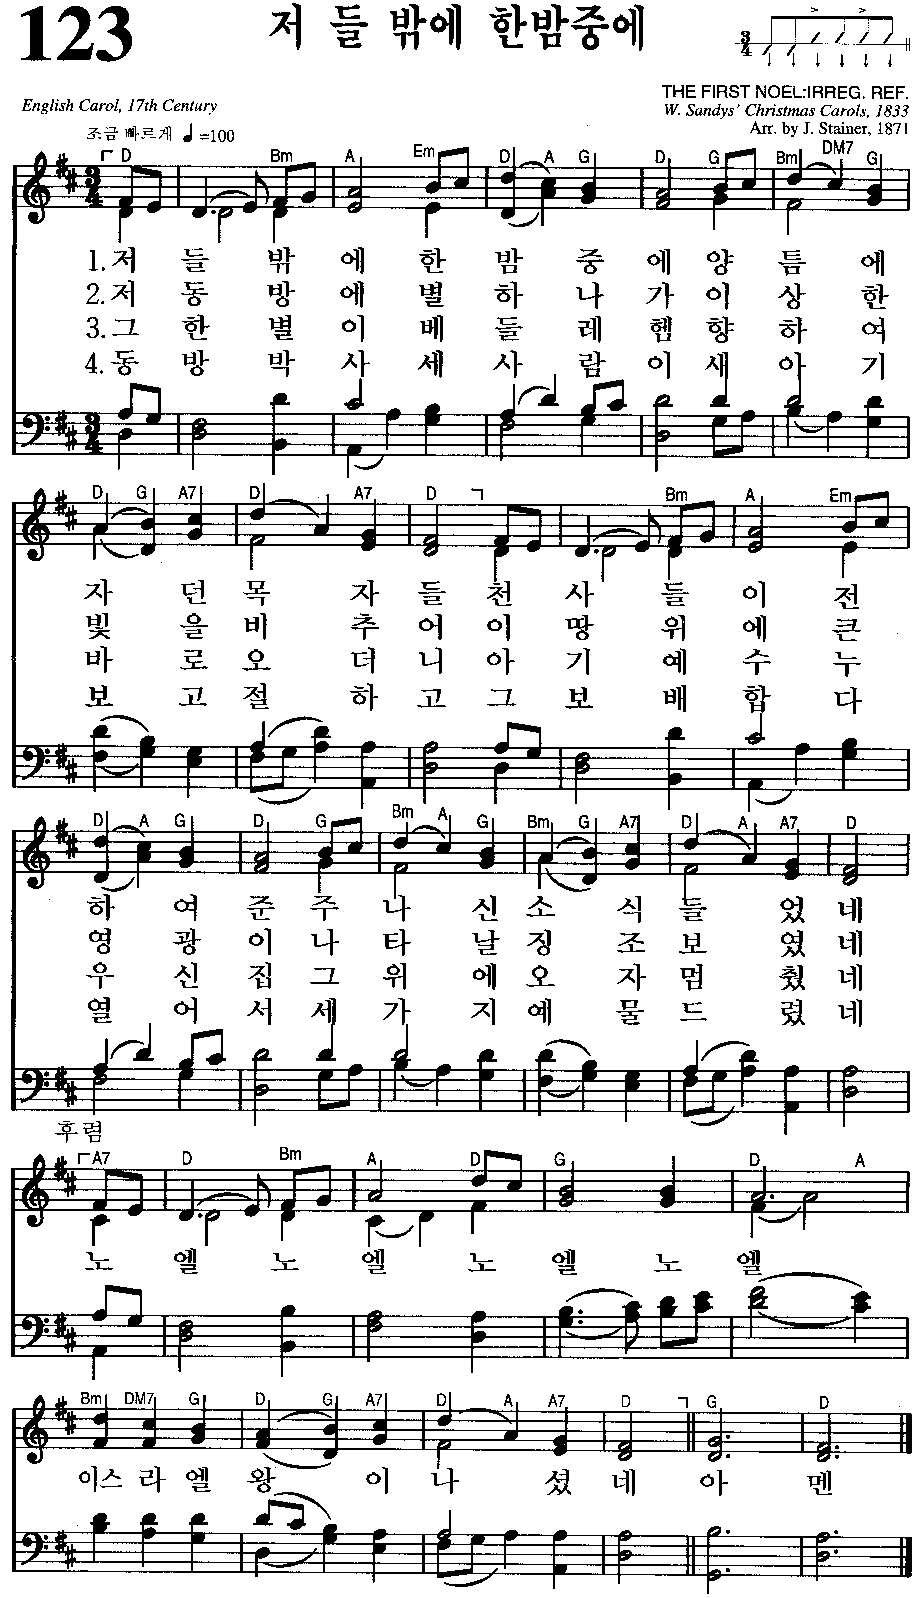 123 저 들 밖에 한밤중에
3/4
THE FIRST NOEL:IRREG. REF.
English Carol, 17th Century
W. Sandys' Christmas Carols, 1833
조금 빠르게 ♩=100
Arr. by J. Stainer, 1871
D Bm A Em D A G D G Bm DM7 G
1.저 들 밖 에 한 밤 중 에 양 틈 에
2.저 동 방 에 별 하 나 가 이 상 한
3.그 한 별 이 베 들 레 헴 향 하 여
4.동 방 박 사 세 사 람 이 새 아 기
D G A7 D A7 D Bm A Em
자 던 목 자 들 천 사 들 이 전
빛 을 비 추 어 이 땅 위 에 큰
바 로 오 더 니 아 기 예 수 누
보 고 절 하 고 그 보 배 합 다
D A G D G Bm A G Bm G A7 D A A7 D
하 여 준 주 나 신 소 식 들 었 네
영 광 이 나 타 날 징 조 보 였 네
우 신 집 그 위 에 오 자 멈 췄 네
열 어 서 세 가 지 예 물 드 렸 네
후렴
A7 D Bm A D G D A
노 엘 노 엘 노 엘 노 엘
Bm DM7 G D G A7 D A A7 D G D
이스 라 엘 왕 이 나 셨 네 아 멘